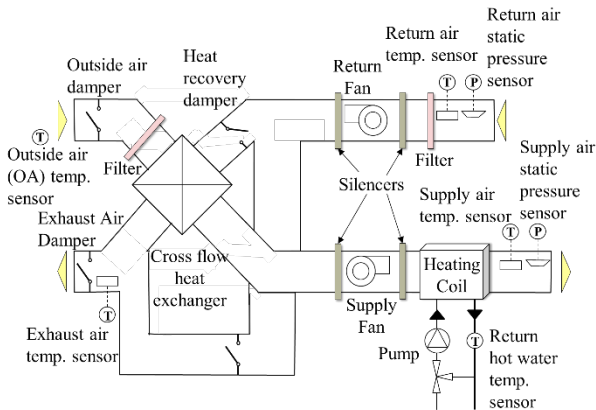 Outside air
damper
Heat
recovery
damper
Return
Fan
Return air
temp. sensor
Return air
static
pressure
sensor
T
P
T
Outside air
(OA) temp.
sensor
Filter
Filter
Silencers
Supply air
temp. sensor
Supply air
static
pressure
sensor
T
P
Exhaust Air
Damper
Cross flow
heat
exchanger
Heating
Coil
Supply
Fan
T
Exhaust air
temp. sensor
Pump
T
Return
hot water
temp.
sensor